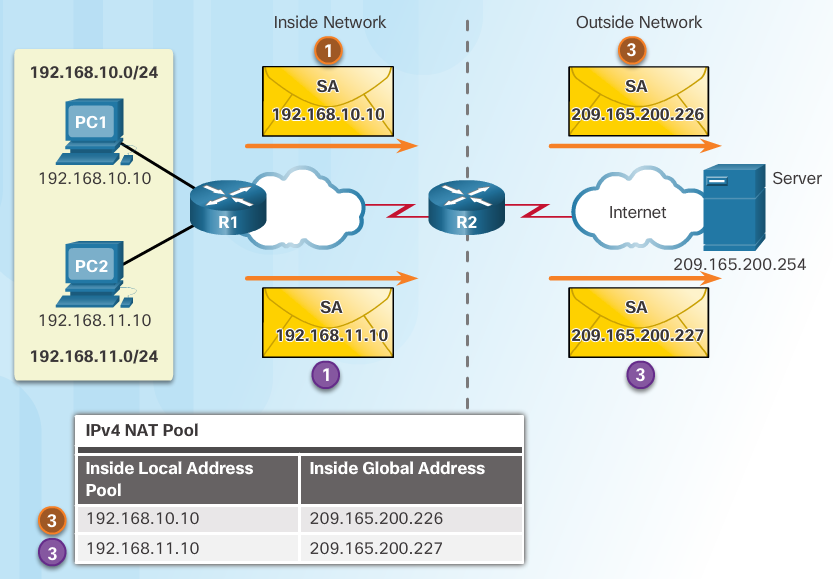 Inside Network
Outside Network
1
3
192.168.10.0/24
SA
192.168.10.10
SA
209.165.200.226
PC1
192.168.10.10
Server
R1
R2
Internet
PC2
209.165.200.254
192.168.11.10
192.168.11.0/24
SA
192.168.11.10
SA
209.165.200.227
1
3
IPv4 NAT Pool
Inside Local Address
Pool
Inside Global Address
3
192.168.10.10
209.165.200.226
3
192.168.11.10
209.165.200.227